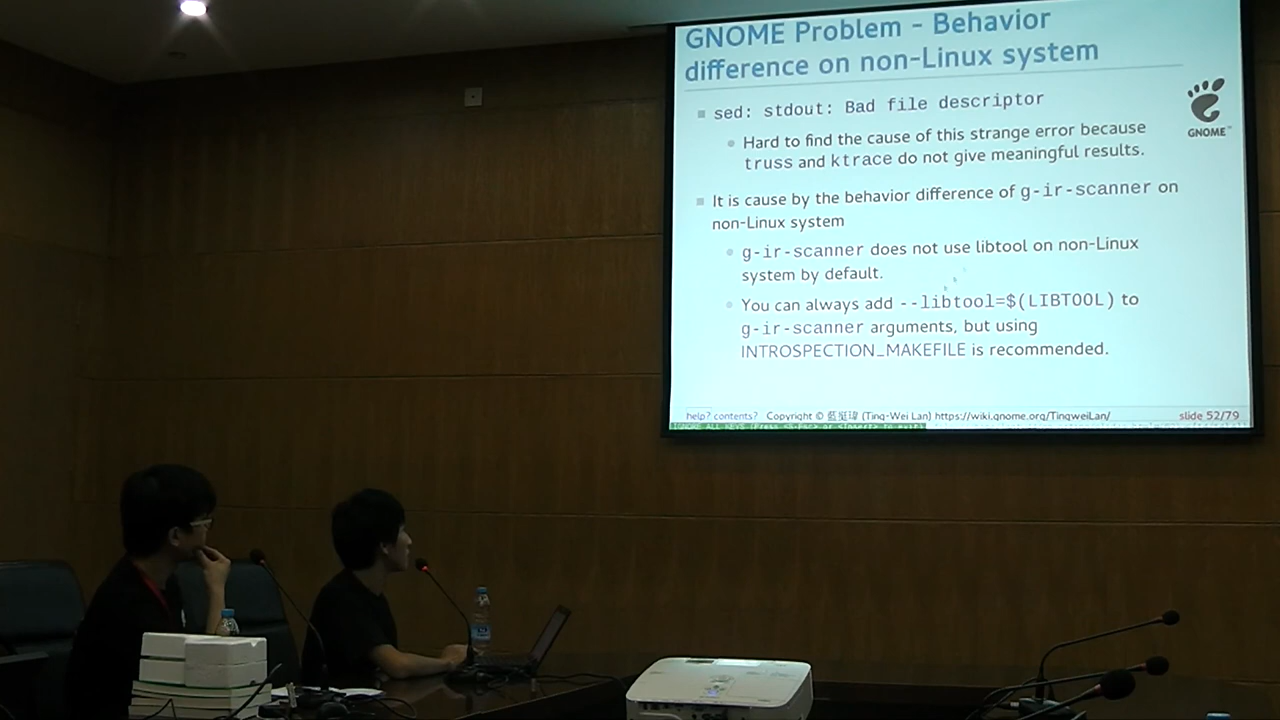 GNOME Problem - Behavior
difference on non-Linux system
sed: stdout: Bad file descriptor
Hard to find the cause of this strange error because
truss and ktrace do not give meaningful results.
It is cause by the behavior difference of g-ir-scanner on
non-Linux system
g-ir-scanner does not use libtool on non-Linux
system by default.
You can always add --libtool=$(LIBTOOL) to
g-ir-scanner arguments, but using
INTROSPECTION_MAKEFILE is recommended.
GNOME™
help? contents? Copyright © 藍挺瑋 (Ting-Wei Lan) https://wiki.gnome.org/TingweiLan/ slide 52/79